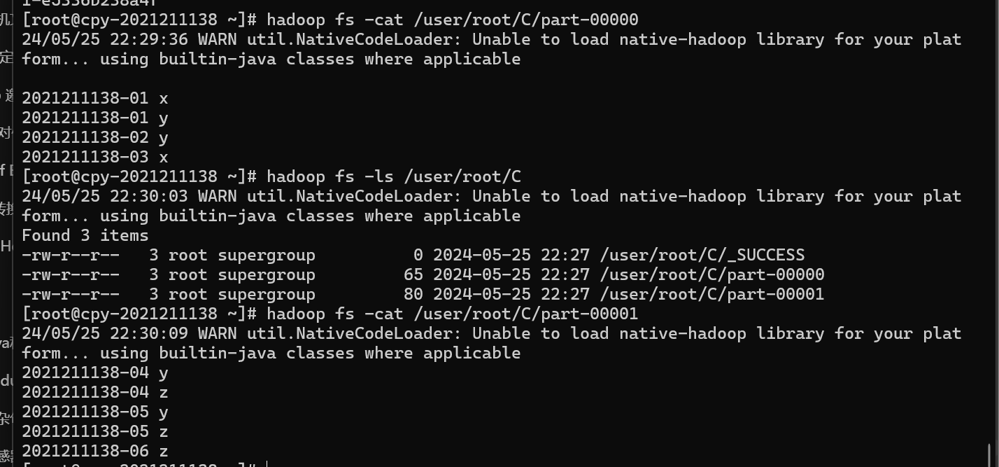 [root@cpy-2021211138 ~]# hadoop fs -cat /user/root/C/part-00000
24/05/25 22:29:36 WARN util.NativeCodeLoader: Unable to load native-hadoop library for your plat
form... using builtin-java classes where applicable
2021211138-01 x
2021211138-01 y
2021211138-02 y
2021211138-03 x
[root@cpy-2021211138 ~]# hadoop fs -ls /user/root/C
24/05/25 22:30:03 WARN util.NativeCodeLoader: Unable to load native-hadoop library for your plat
form... using builtin-java classes where applicable
Found 3 items
-rw-r--r--   3 root supergroup          0 2024-05-25 22:27 /user/root/C/_SUCCESS
-rw-r--r--   3 root supergroup         65 2024-05-25 22:27 /user/root/C/part-00000
-rw-r--r--   3 root supergroup         80 2024-05-25 22:27 /user/root/C/part-00001
[root@cpy-2021211138 ~]# hadoop fs -cat /user/root/C/part-00001
24/05/25 22:30:09 WARN util.NativeCodeLoader: Unable to load native-hadoop library for your plat
form... using builtin-java classes where applicable
2021211138-04 y
2021211138-04 z
2021211138-05 y
2021211138-05 z
2021211138-06 z
[root@cpy-2021211138 ~]#